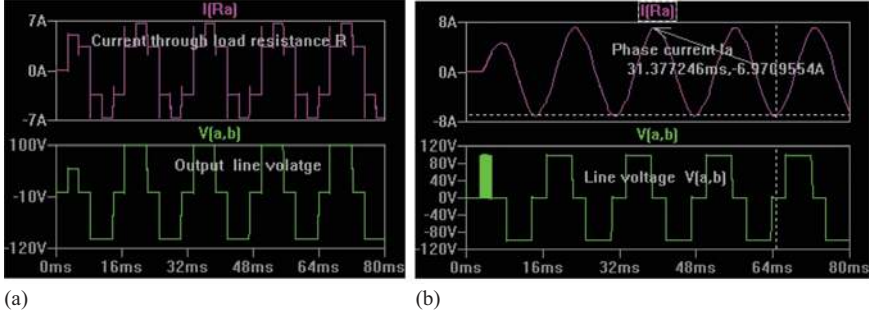 I(Ra)
7A
0A
-7A
Current through load resistance R
V(a,b)
100V
-10V
-120V
Output line volatge
0ms 16ms 32ms 48ms 64ms 80ms
(a)
I(Ra)
8A
0A
-8A
Phase current Ia
31.377246ms,-6.9709554A
V(a,b)
120V
80V
40V
0V
-40V
-80V
-120V
Line voltage V(a,b)
0ms 16ms 32ms 48ms 64ms 80ms
(b)